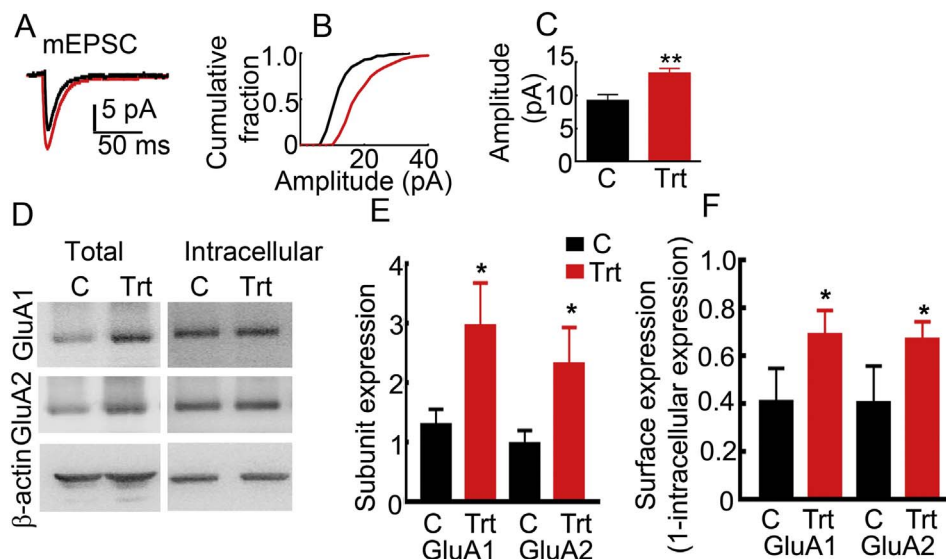 A
mEPSC
5 pA
50 ms
B
Cumulative
fraction
1.0
0.5
0
20
40
Amplitude (pA)
C
Amplitude
(pA)
15
10
5
0
**
C Trt
D
Total Intracellular
C Trt C Trt
GluA1
GluA2
β-actin
E
C
Trt
Subunit expression
4
3
2
1
0
* *
C Trt C Trt
GluA1 GluA2
F
Surface expression
(1-intracellular expression)
1.0
0.8
0.6
0.4
0.2
0.0
* *
C Trt C Trt
GluA1 GluA2